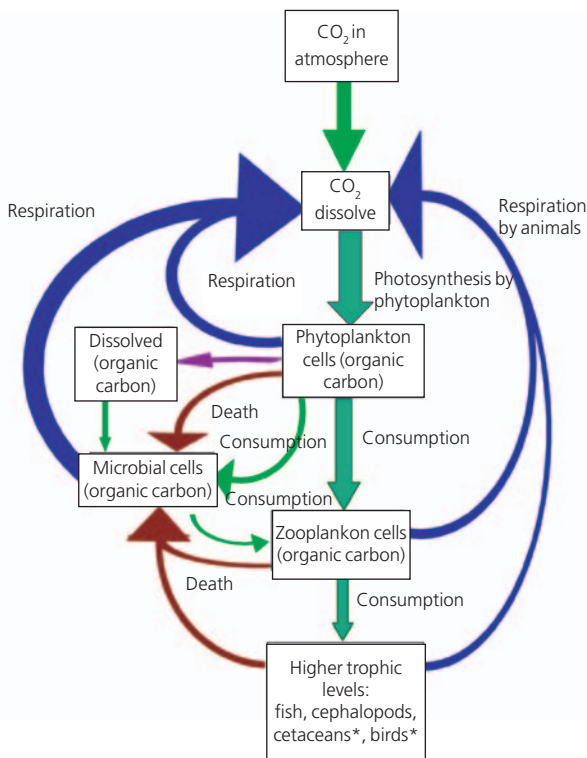 CO₂ in
atmosphere
CO₂
dissolve
Respiration
Respiration
by animals
Respiration
Photosynthesis by
phytoplankton
Dissolved
(organic
carbon)
Phytoplankton
cells (organic
carbon)
Death
Consumption
Consumption
Microbial cells
(organic carbon)
Consumption
Zooplankon cells
(organic carbon)
Death
Consumption
Higher trophic
levels:
fish, cephalopods,
cetaceans*, birds*